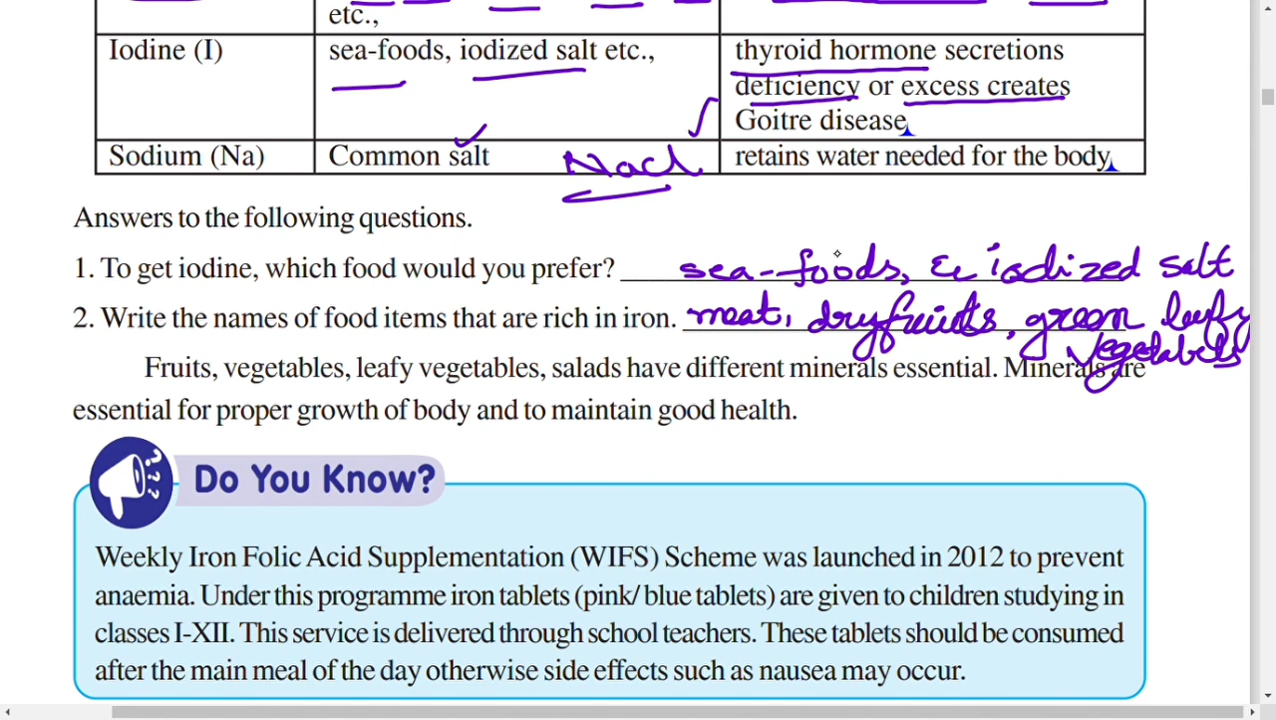 etc.,
Iodine (I) sea-foods, iodized salt etc., thyroid hormone secretions
deficiency or excess creates
Goitre disease
Sodium (Na) Common salt Nacl retains water needed for the body
Answers to the following questions.
1. To get iodine, which food would you prefer? sea-foods, & iodized salt
2. Write the names of food items that are rich in iron. meat, dryfruits, green leafy
vegetabels
Fruits, vegetables, leafy vegetables, salads have different minerals essential. Minerals are
essential for proper growth of body and to maintain good health.
Do You Know?
Weekly Iron Folic Acid Supplementation (WIFS) Scheme was launched in 2012 to prevent
anaemia. Under this programme iron tablets (pink/ blue tablets) are given to children studying in
classes I-XII. This service is delivered through school teachers. These tablets should be consumed
after the main meal of the day otherwise side effects such as nausea may occur.